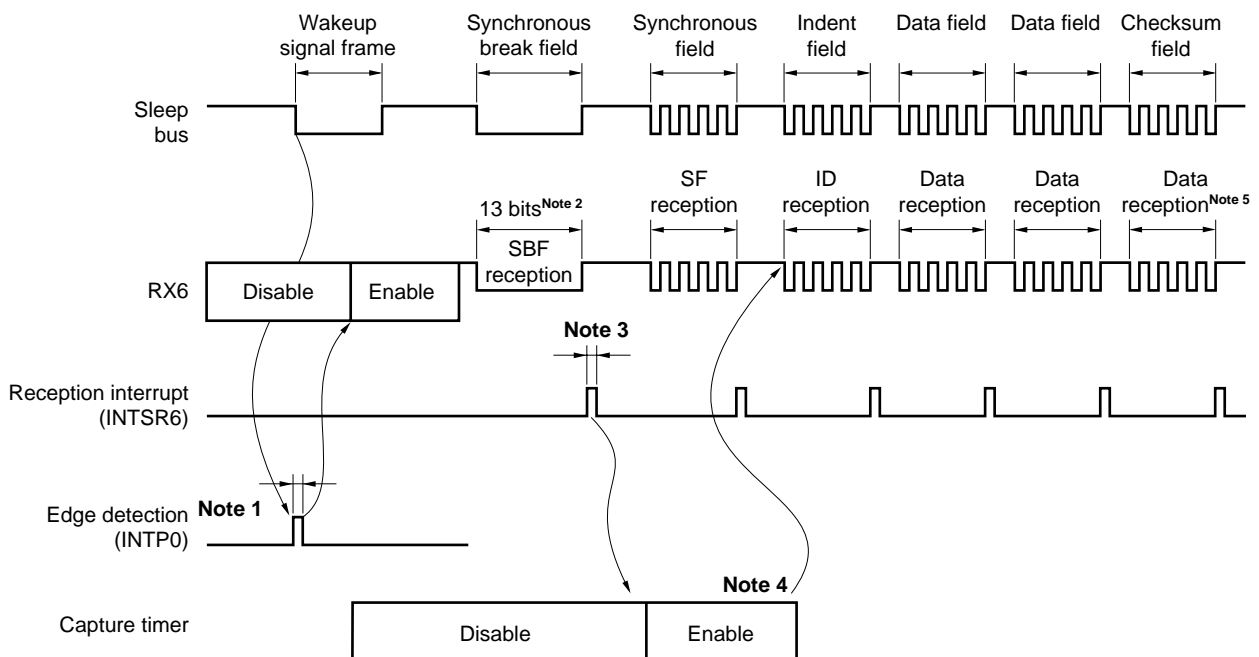 Wakeup
signal frame
Synchronous
break field
Synchronous
field
Indent
field
Data field
Data field
Checksum
field
Sleep
bus
13 bits Note 2
SBF
reception
SF
reception
ID
reception
Data
reception
Data
reception
Data
reception Note 5
RX6
Disable
Enable
Note 3
Reception interrupt
(INTSR6)
Note 1
Edge detection
(INTP0)
Note 4
Capture timer
Disable
Enable